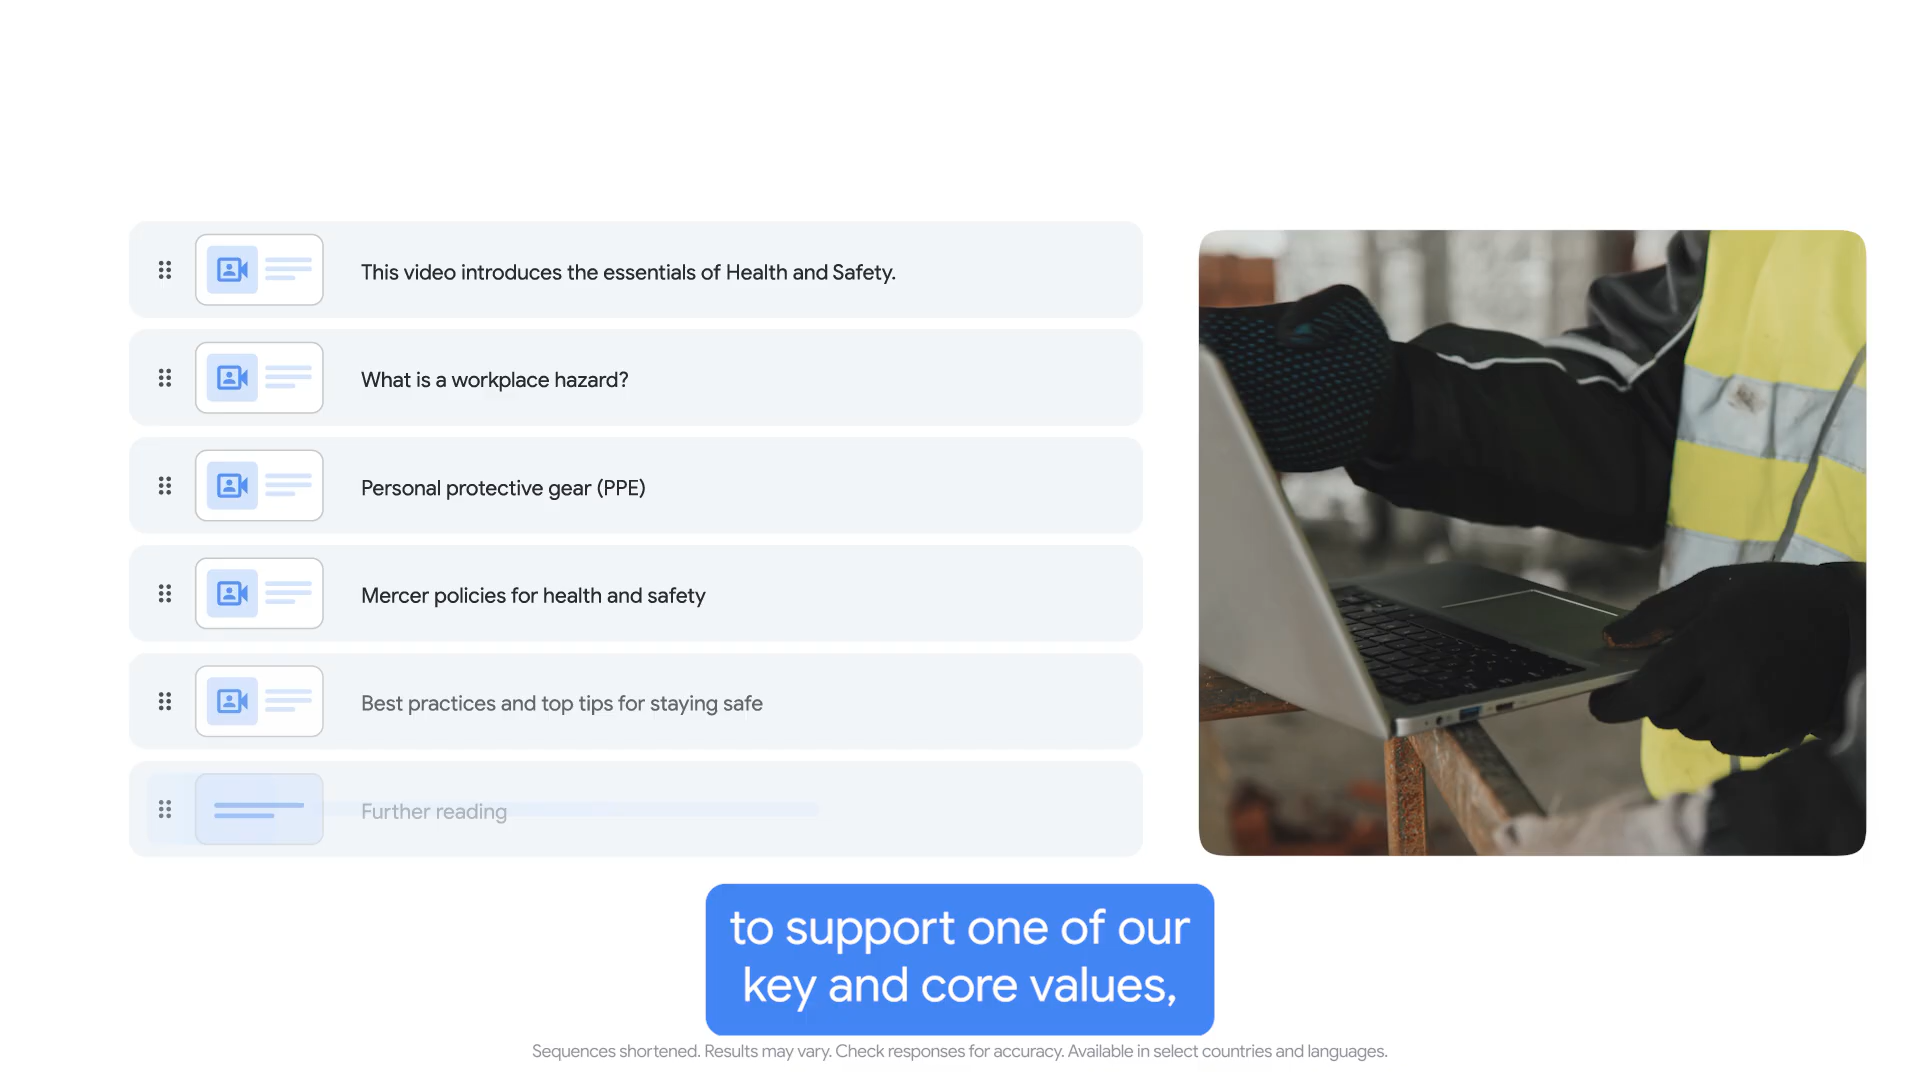 This video introduces the essentials of Health and Safety.
What is a workplace hazard?
Personal protective gear (PPE)
Mercer policies for health and safety
Best practices and top tips for staying safe
Further reading
to support one of our
key and core values,
Sequences shortened. Results may vary. Check responses for accuracy. Available in select countries and languages.